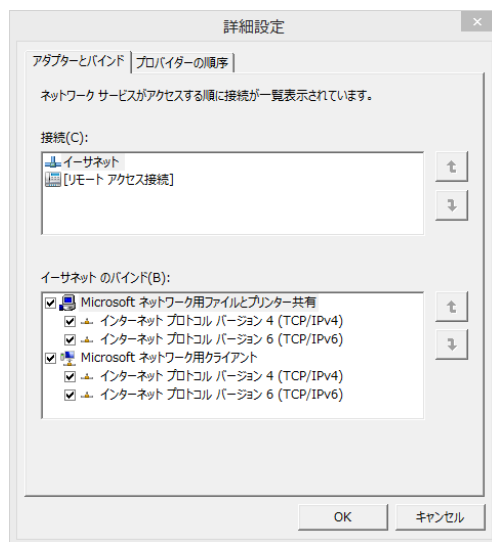 詳細設定
アダプターとバインド プロバイダーの順序
ネットワーク サービスがアクセスする順に接続が一覧表示されています。
接続(C):
イーサネット
[リモート アクセス接続]
イーサネット のバインド(B):
Microsoft ネットワーク用ファイルとプリンター共有
インターネット プロトコル バージョン 4 (TCP/IPv4)
インターネット プロトコル バージョン 6 (TCP/IPv6)
Microsoft ネットワーク用クライアント
インターネット プロトコル バージョン 4 (TCP/IPv4)
インターネット プロトコル バージョン 6 (TCP/IPv6)
OK キャンセル